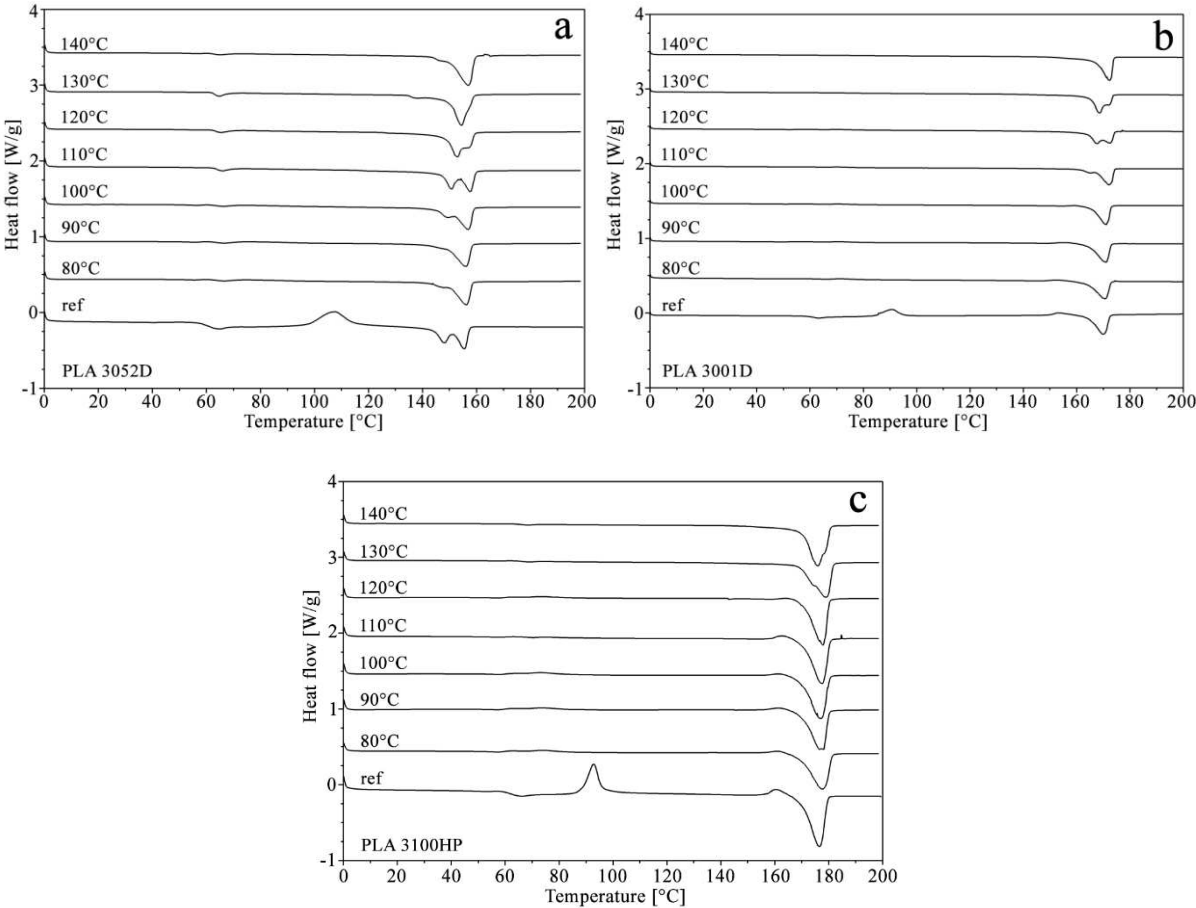 a
4
3
2
1
0
-1
Heat flow [W/g]
140°C
130°C
120°C
110°C
100°C
90°C
80°C
ref
PLA 3052D
0 20 40 60 80 100 120 140 160 180 200
Temperature [°C]
b
4
3
2
1
0
-1
Heat flow [W/g]
140°C
130°C
120°C
110°C
100°C
90°C
80°C
ref
PLA 3001D
0 20 40 60 80 100 120 140 160 180 200
Temperature [°C]
c
4
3
2
1
0
-1
Heat flow [W/g]
140°C
130°C
120°C
110°C
100°C
90°C
80°C
ref
PLA 3100HP
0 20 40 60 80 100 120 140 160 180 200
Temperature [°C]